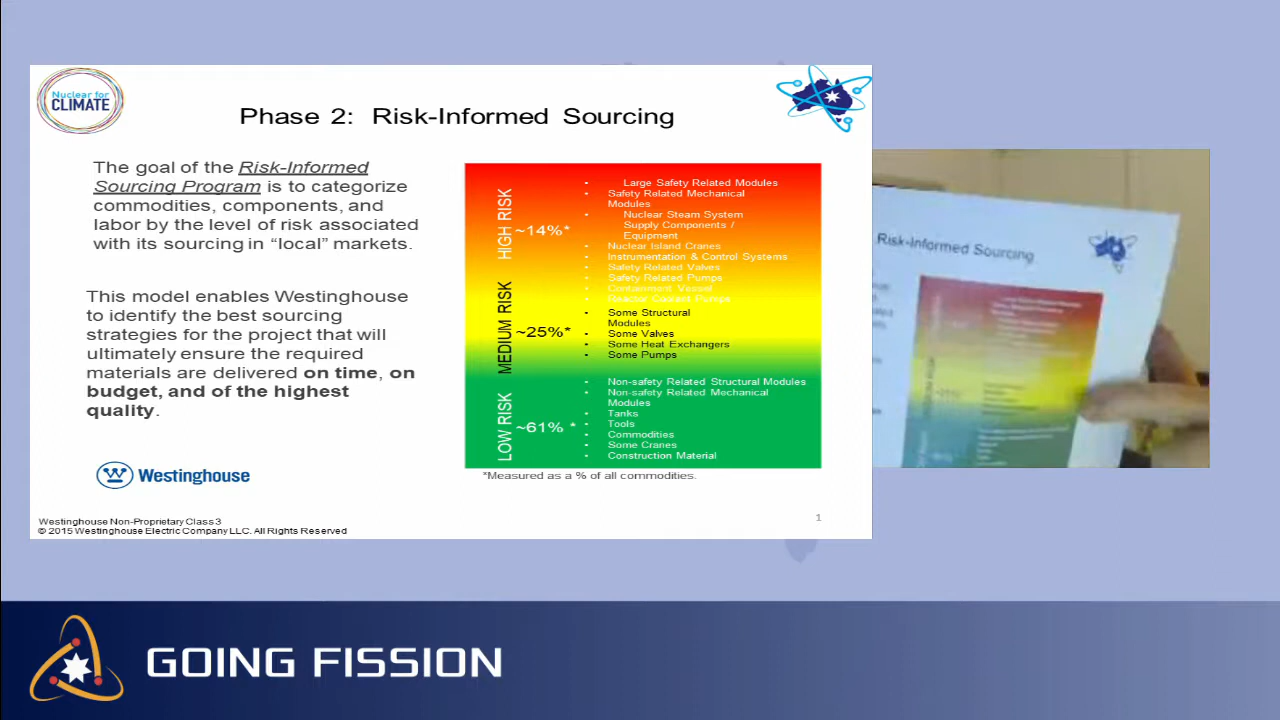 Nuclear for
CLIMATE
Phase 2: Risk-Informed Sourcing
The goal of the Risk-Informed
Sourcing Program is to categorize
commodities, components, and
labor by the level of risk associated
with its sourcing in “local” markets.
This model enables Westinghouse
to identify the best sourcing
strategies for the project that will
ultimately ensure the required
materials are delivered on time, on
budget, and of the highest
quality.
Westinghouse
HIGH RISK
~14%*
• Large Safety Related Modules
• Safety Related Mechanical
Modules
• Nuclear Steam System
Supply Components /
Equipment
• Nuclear Island Cranes
• Instrumentation & Control Systems
• Safety Related Valves
• Safety Related Pumps
• Containment Vessel
• Reactor Coolant Pumps
MEDIUM RISK
~25%*
• Some Structural
Modules
• Some Valves
• Some Heat Exchangers
• Some Pumps
LOW RISK
~61% *
• Non-safety Related Structural Modules
• Non-safety Related Mechanical
Modules
• Tanks
• Tools
• Commodities
• Some Cranes
• Construction Material
*Measured as a % of all commodities.
Westinghouse Non-Proprietary Class 3
© 2015 Westinghouse Electric Company LLC. All Rights Reserved
1
Risk-Informed Sourcing
GOING FISSION